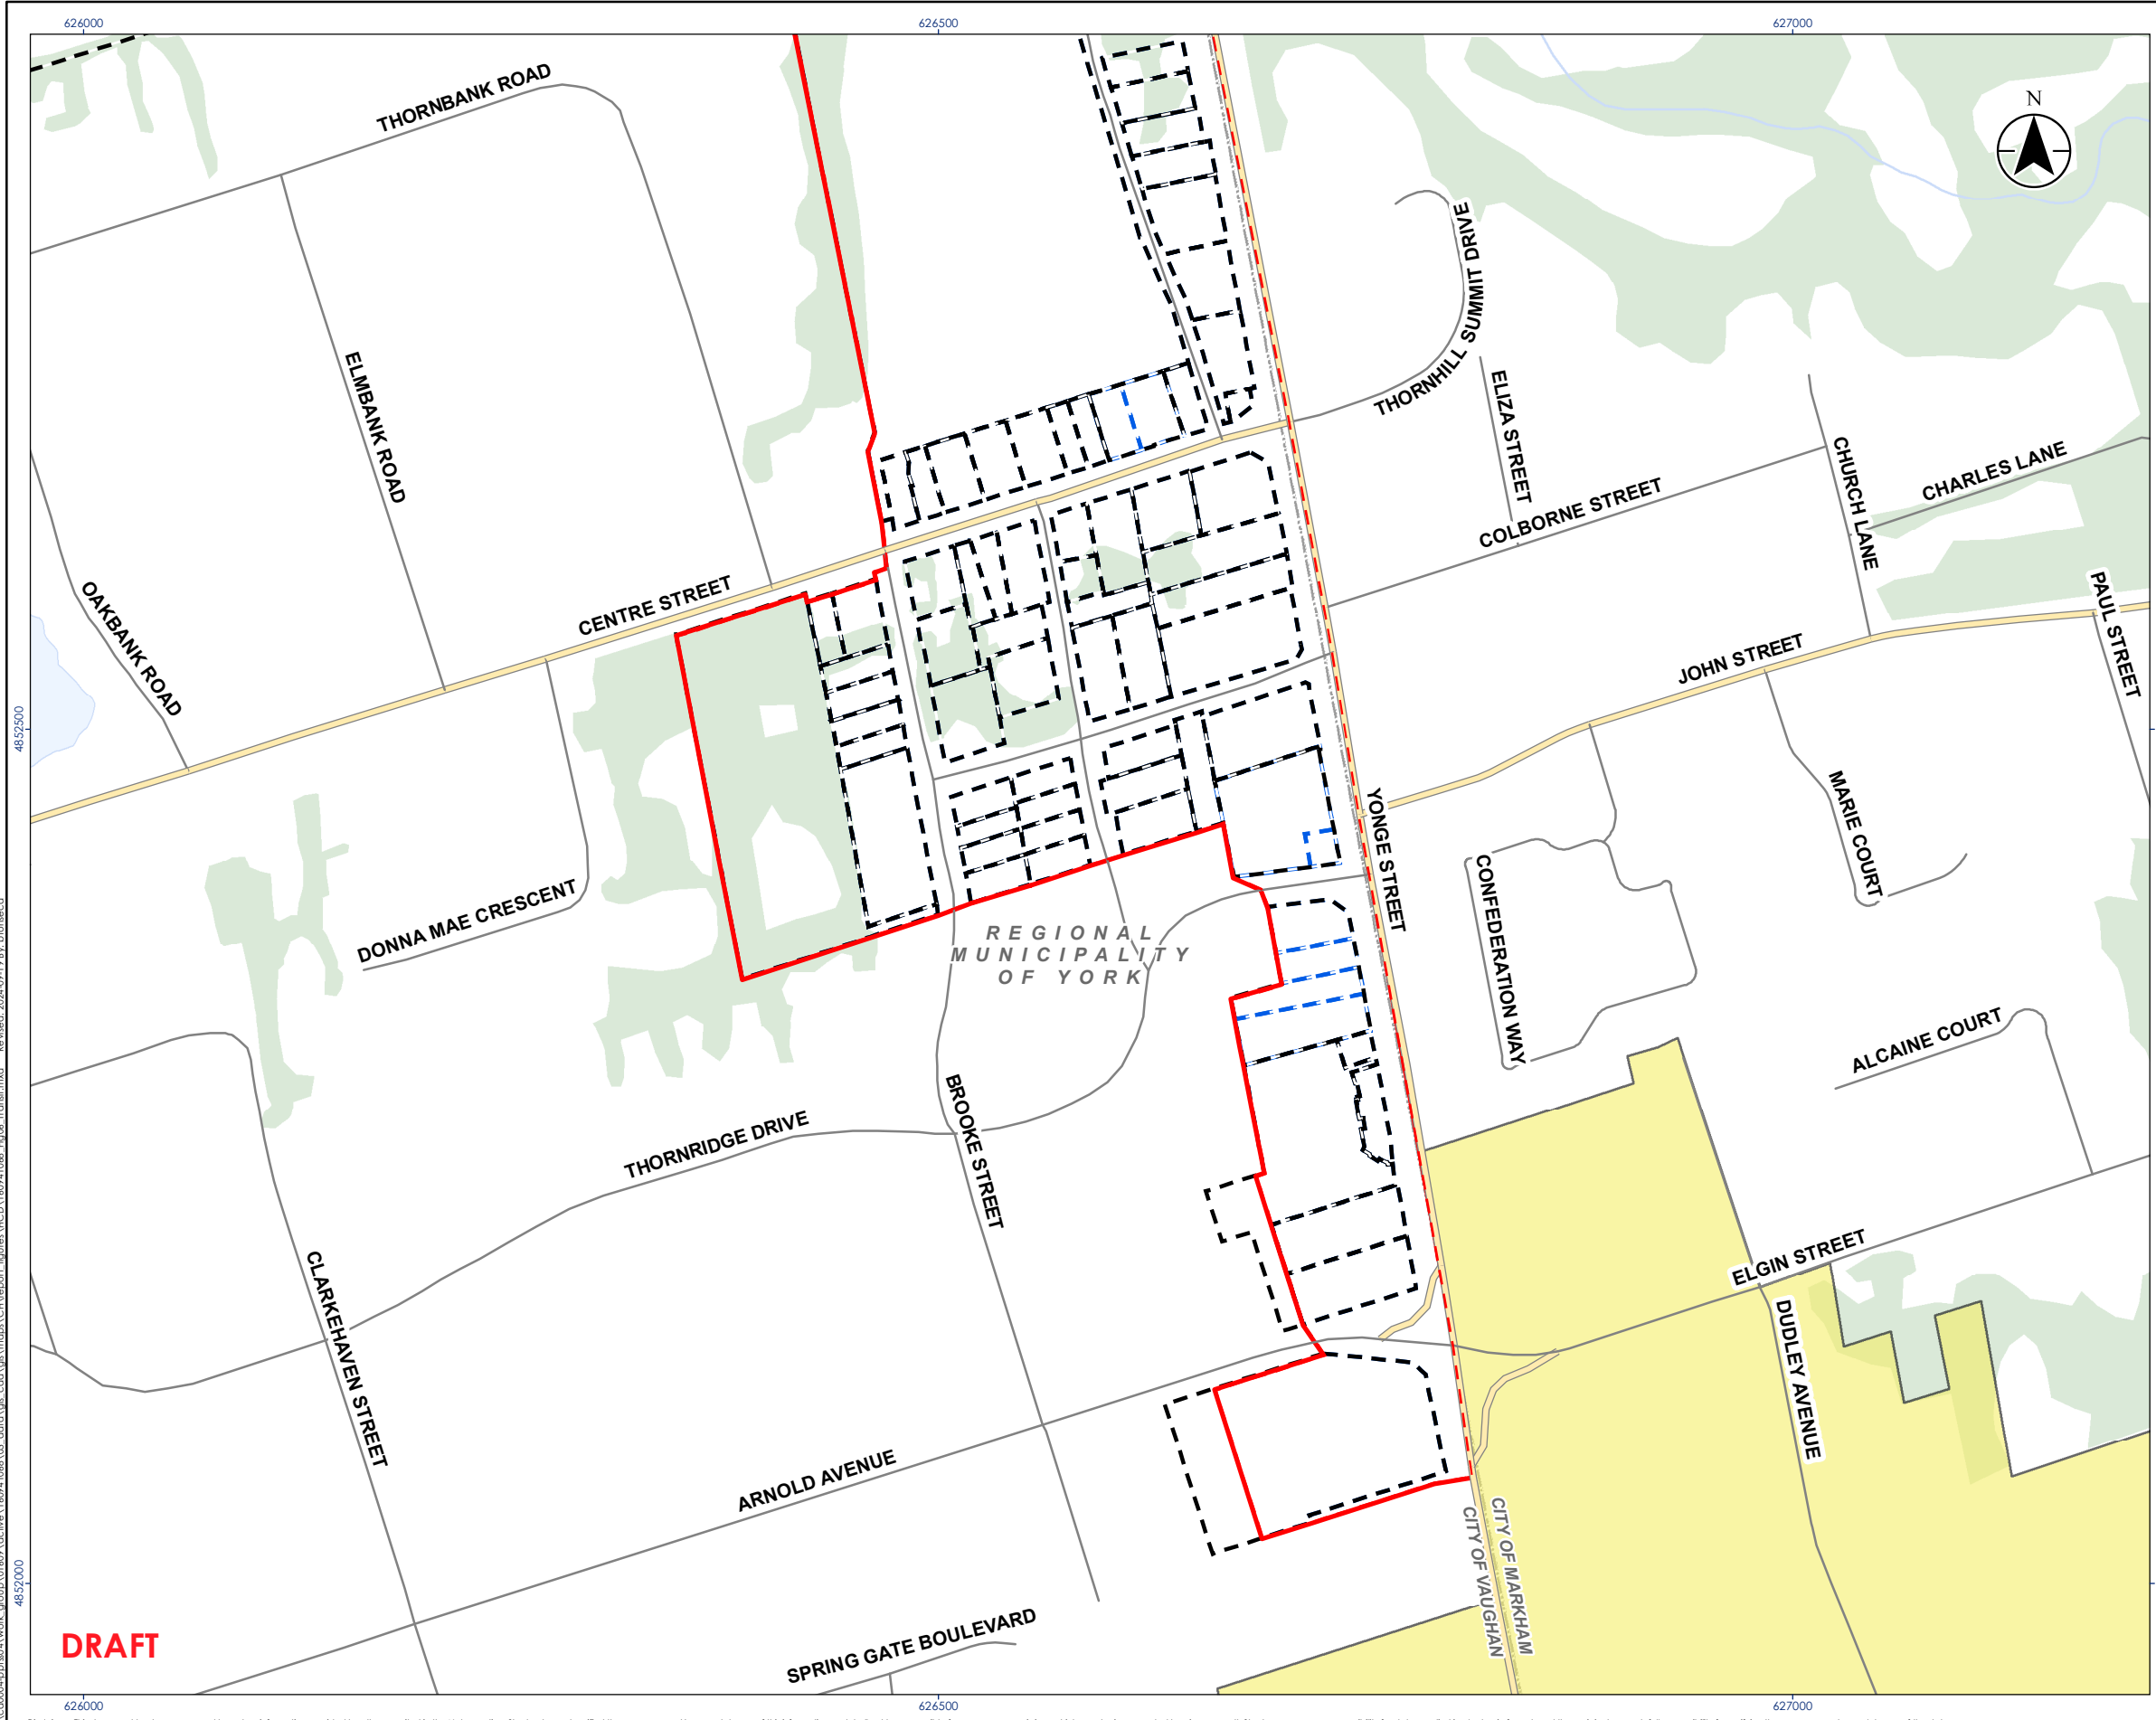 626000
626500
627000
N
THORNBANK ROAD
THORNHILL SUMMIT DRIVE
ELMBANK ROAD
ELIZA STREET
CHURCH LANE
CHARLES LANE
COLBORNE STREET
OAKBANK ROAD
CENTRE STREET
PAUL STREET
JOHN STREET
4852500
YONGE STREET
MARIE COURT
CONFEDERATION WAY
DONNA MAE CRESCENT
REGIONAL
MUNICIPALITY
OF YORK
ALCAINE COURT
BROOKE STREET
THORNRIDGE DRIVE
CLARKEHAVEN STREET
ELGIN STREET
DUDLEY AVENUE
ARNOLD AVENUE
CITY OF MARKHAM
CITY OF VAUGHAN
4852000
SPRING GATE BOULEVARD
DRAFT
626000
626500
627000